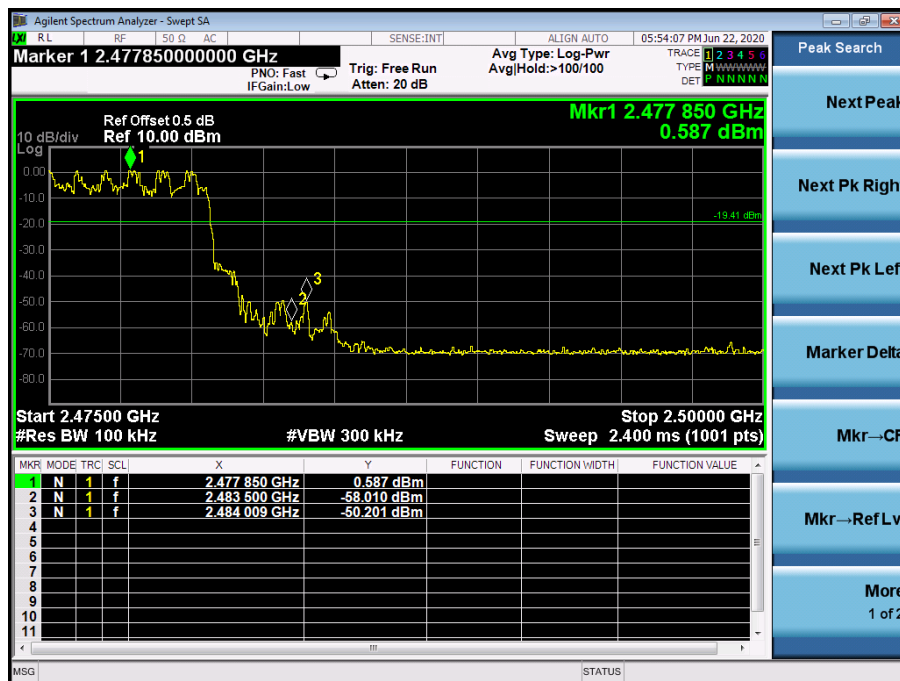 Agilent Spectrum Analyzer - Swept SA
LXI RL RF 50 Ω AC SENSE:INT ALIGN AUTO 05:54:07 PM Jun 22, 2020
Marker 1 2.477850000000 GHz
PNO: Fast
IFGain:Low
Trig: Free Run
Atten: 20 dB
Avg Type: Log-Pwr
Avg|Hold:>100/100
TRACE 1 2 3 4 5 6
TYPE M W W W W W
DET P N N N N N
Peak Search
Next Peak
Next Pk Righ
Next Pk Lef
Marker Delta
Mkr→CF
Mkr→Ref Lv
More
1 of 2
Mkr1 2.477 850 GHz
0.587 dBm
Ref Offset 0.5 dB
10 dB/div Ref 10.00 dBm
Log
1
0.00
-10.0
-20.0
-19.41 dBm
-30.0
-40.0
3
-50.0
2
-60.0
-70.0
-80.0
Start 2.47500 GHz Stop 2.50000 GHz
#Res BW 100 kHz #VBW 300 kHz Sweep 2.400 ms (1001 pts)
MKR MODE TRC SCL X Y FUNCTION FUNCTION WIDTH FUNCTION VALUE
1 N 1 f 2.477 850 GHz 0.587 dBm
2 N 1 f 2.483 500 GHz -58.010 dBm
3 N 1 f 2.484 009 GHz -50.201 dBm
4
5
6
7
8
9
10
11
MSG STATUS